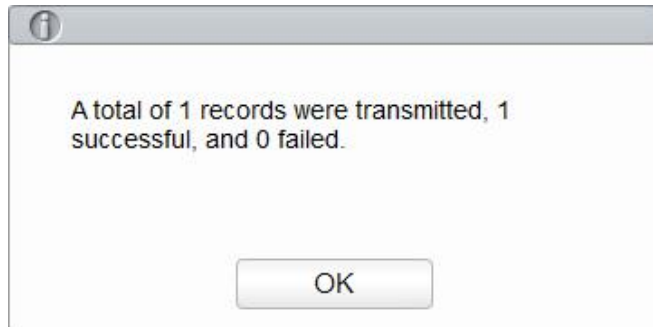 A total of 1 records were transmitted, 1
successful, and 0 failed.
OK